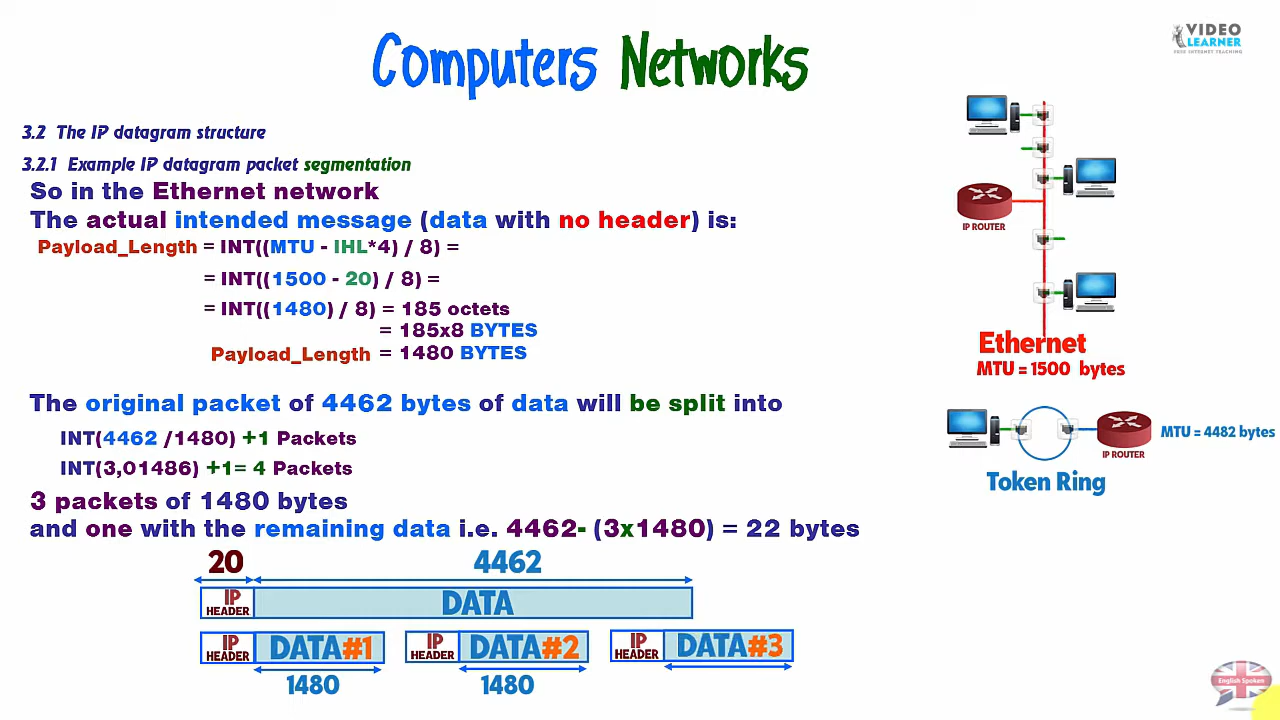 Computers Networks
VIDEO
LEARNER
FREE INTERNET TEACHING
3.2 The IP datagram structure
3.2.1 Example IP datagram packet segmentation
So in the Ethernet network
The actual intended message (data with no header) is:
Payload_Length = INT((MTU - IHL*4) / 8) =
= INT((1500 - 20) / 8) =
= INT((1480) / 8) = 185 octets
= 185x8 BYTES
Payload_Length = 1480 BYTES
The original packet of 4462 bytes of data will be split into
INT(4462 /1480) +1 Packets
INT(3,01486) +1= 4 Packets
3 packets of 1480 bytes
and one with the remaining data i.e. 4462- (3x1480) = 22 bytes
20 4462
IP HEADER DATA
IP HEADER DATA#1 IP HEADER DATA#2 IP HEADER DATA#3
1480 1480
IP ROUTER
Ethernet
MTU = 1500 bytes
IP ROUTER
MTU = 4482 bytes
Token Ring
English Spoken